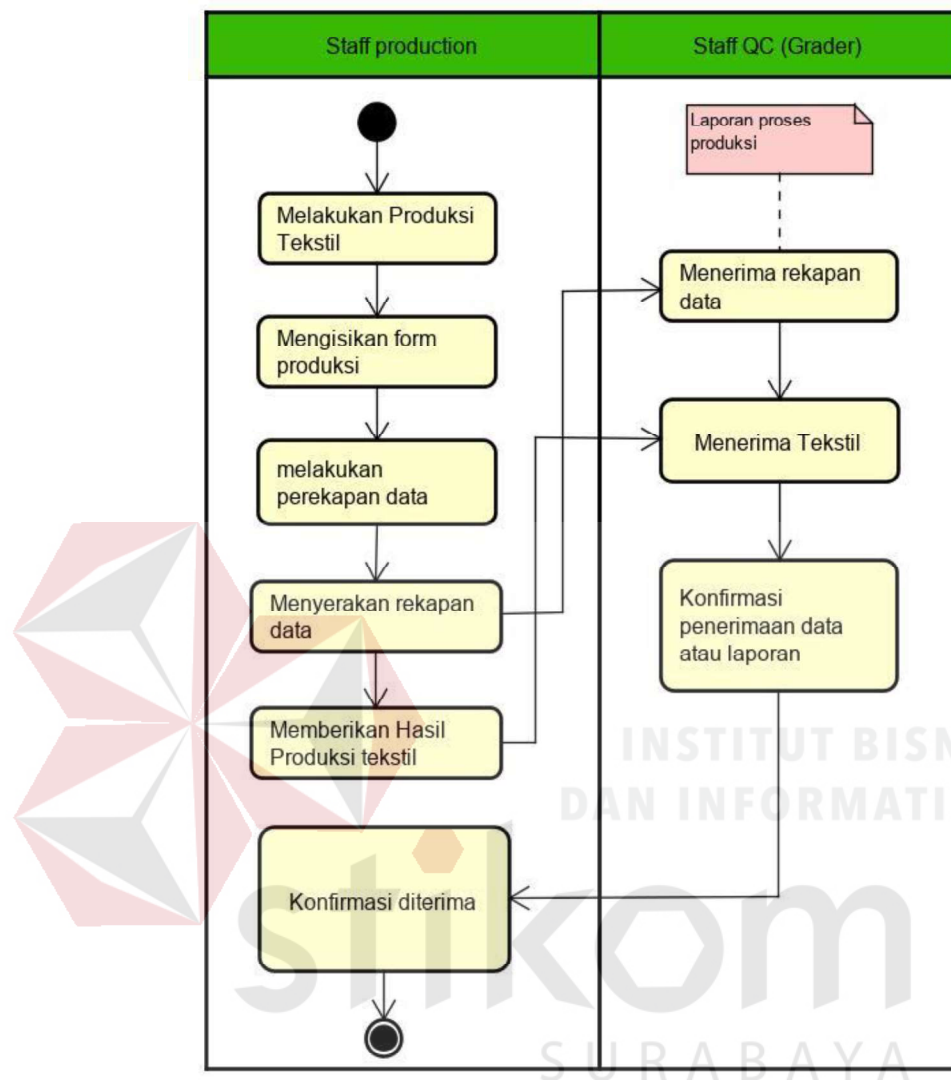 Staff production
Staff QC (Grader)
Laporan proses
produksi
Melakukan Produksi
Tekstil
Menerima rekapan
data
Mengisikan form
produksi
Menerima Tekstil
melakukan
perekapan data
Menyerakan rekapan
data
Konfirmasi
penerimaan data
atau laporan
Memberikan Hasil
Produksi tekstil
INSTITUT BISN
DAN INFORMATI
Konfirmasi diterima
stikom
SURABAYA